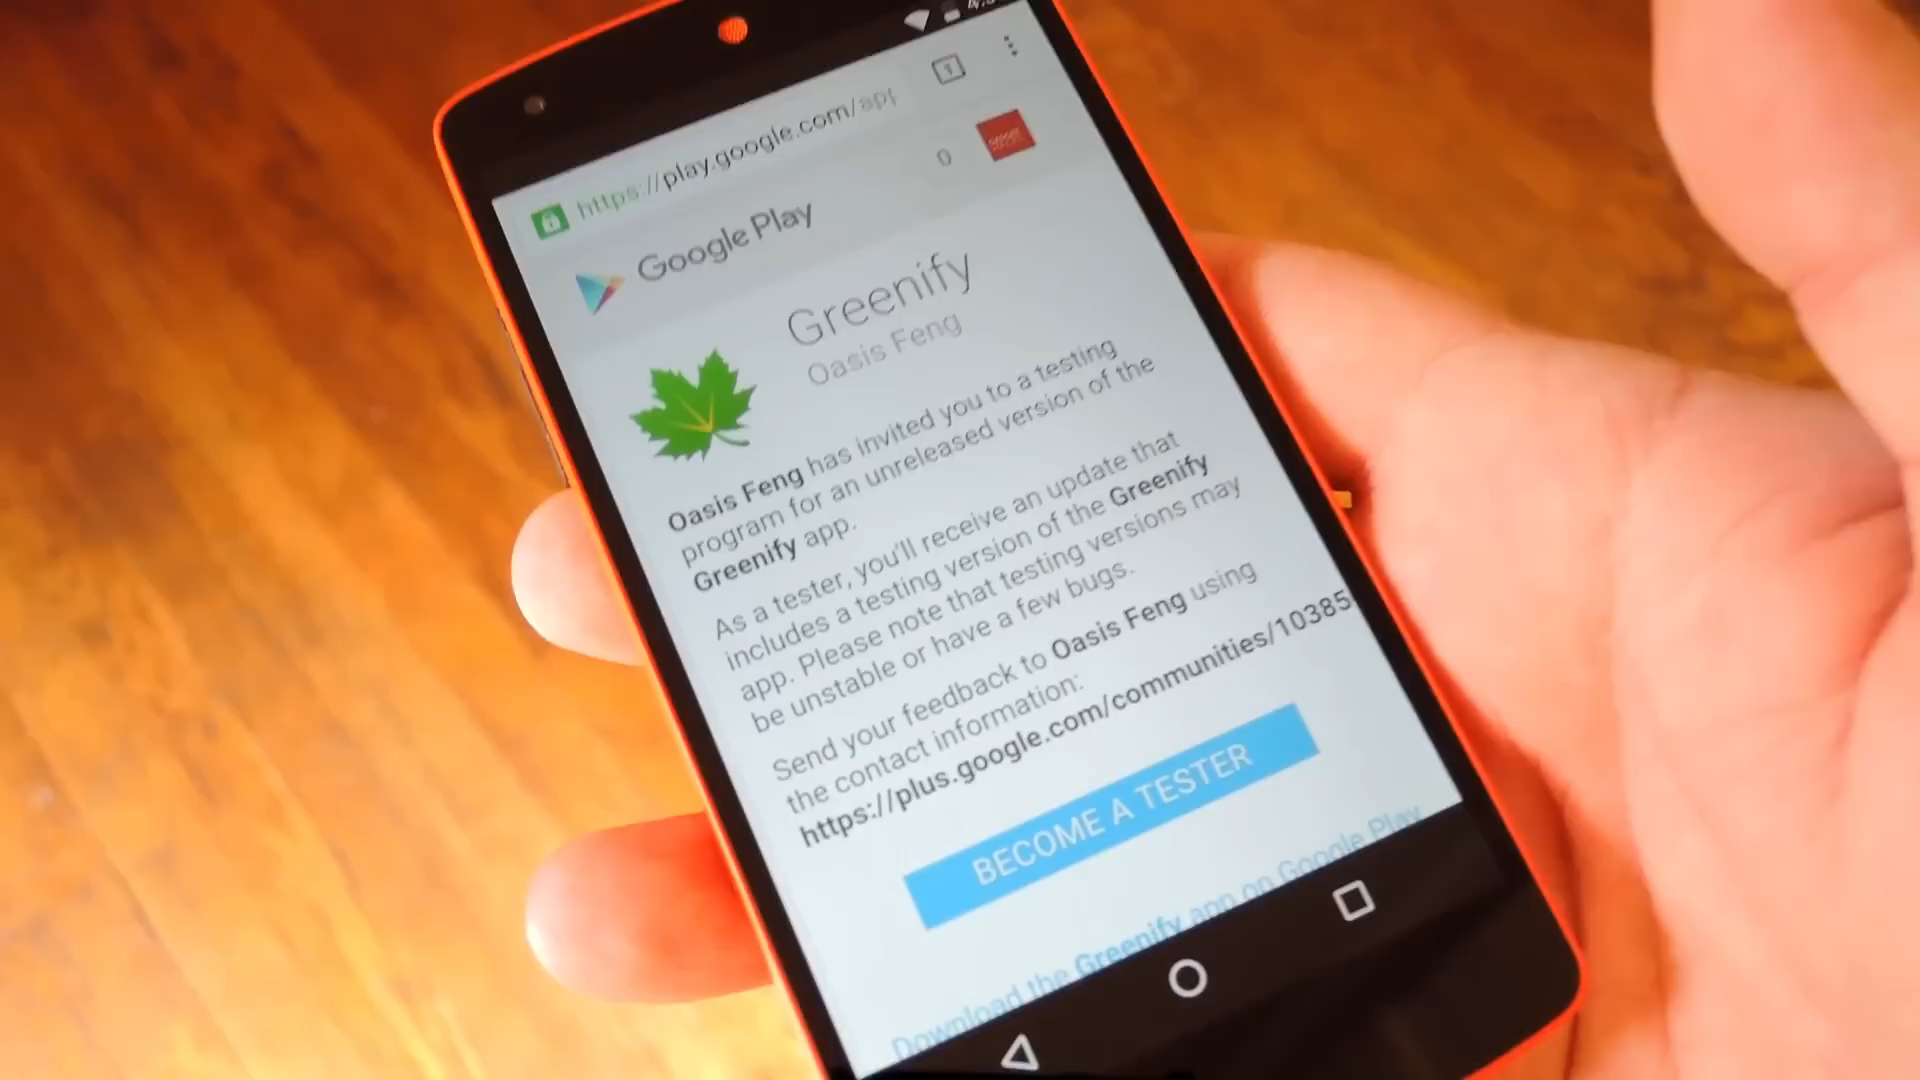 https://play.google.com/app
1
0
Google Play
Greenify
Oasis Feng
Oasis Feng has invited you to a testing
program for an unreleased version of the
Greenify app.
As a tester, you'll receive an update that
includes a testing version of the Greenify
app. Please note that testing versions may
be unstable or have a few bugs.
Send your feedback to Oasis Feng using
the contact information:
https://plus.google.com/communities/10385
BECOME A TESTER
Download the Greenify app on Google Play